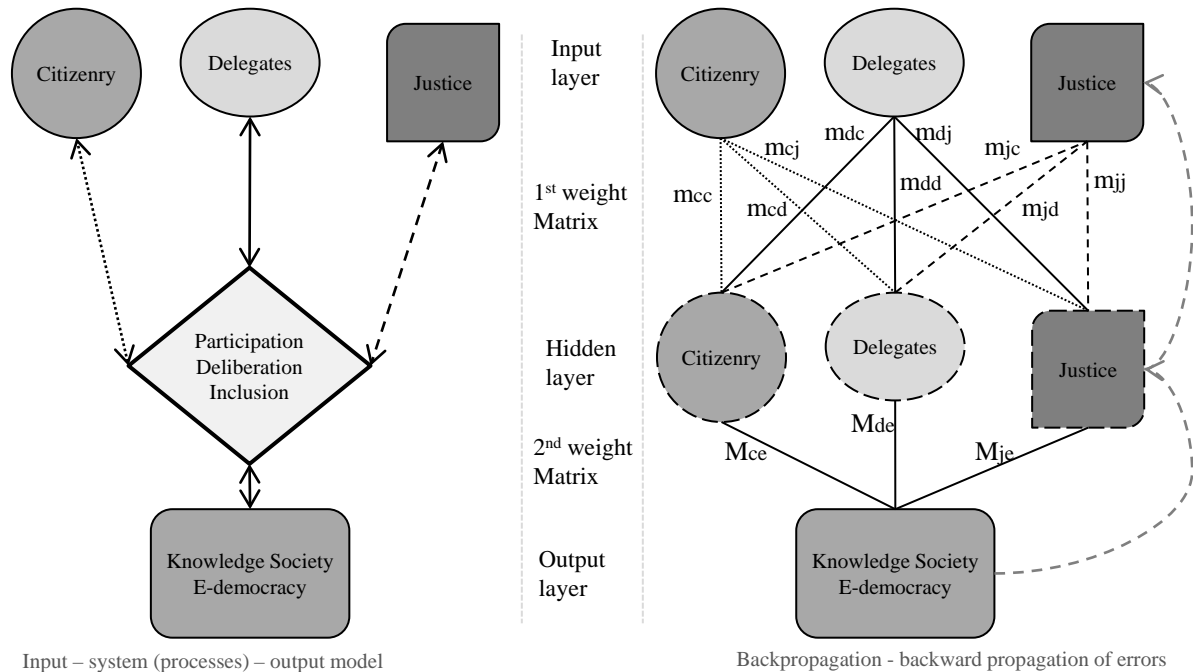 Citizenry
Delegates
Justice
Participation
Deliberation
Inclusion
Knowledge Society
E-democracy
Input – system (processes) – output model
Input
layer
1st weight
Matrix
Hidden
layer
2nd weight
Matrix
Output
layer
Citizenry
Delegates
Justice
mcj
mdc
mdj
mjc
mcc
mcd
mdd
mjd
mjj
Citizenry
Delegates
Justice
Mce
Mde
Mje
Knowledge Society
E-democracy
Backpropagation - backward propagation of errors